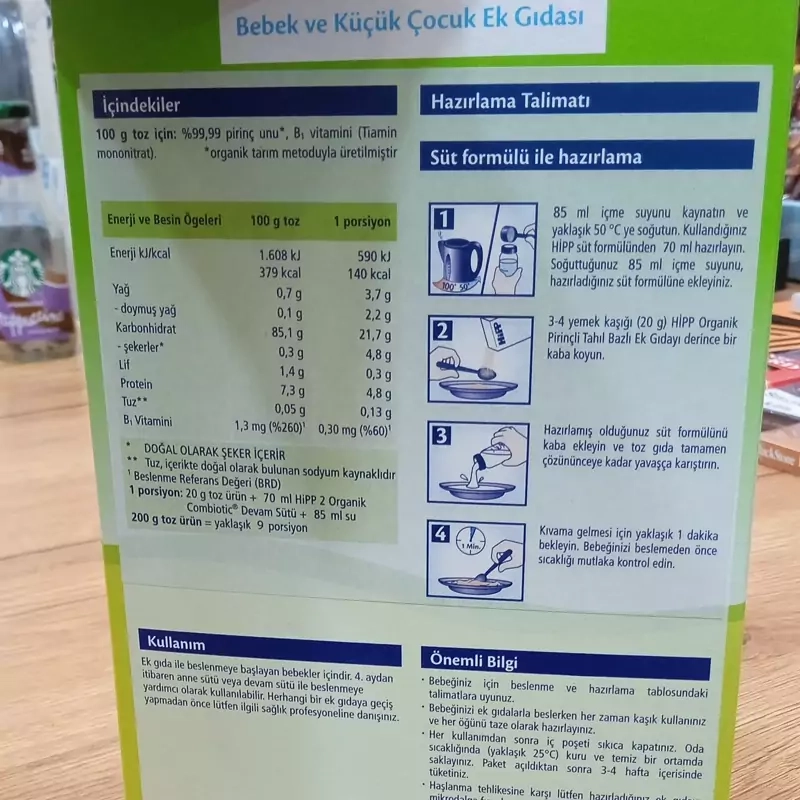 Bebek ve Küçük Çocuk Ek Gıdası
İçindekiler
100 g toz için: %99,99 pirinç unu*, B₁ vitamini (Tiamin
mononitrat). *organik tarım metoduyla üretilmiştir
Enerji ve Besin Ögeleri 100 g toz 1 porsiyon
Enerji kJ/kcal 1.608 kJ 590 kJ
379 kcal 140 kcal
Yağ 0,7 g 3,7 g
- doymuş yağ 0,1 g 2,2 g
Karbonhidrat 85,1 g 21,7 g
- şekerler* 0,3 g 4,8 g
Lif 1,4 g 0,3 g
Protein 7,3 g 4,8 g
Tuz** 0,05 g 0,13 g
B₁ Vitamini 1,3 mg (%260)¹ 0,30 mg (%60)¹
* DOĞAL OLARAK ŞEKER İÇERİR
** Tuz, içerikte doğal olarak bulunan sodyum kaynaklıdır
¹ Beslenme Referans Değeri (BRD)
1 porsiyon: 20 g toz ürün + 70 ml HiPP 2 Organik
Combiotic® Devam Sütü + 85 ml su
200 g toz ürün = yaklaşık 9 porsiyon
Kullanım
Ek gıda ile beslenmeye başlayan bebekler içindir. 4. aydan
itibaren anne sütü veya devam sütü ile beslenmeye
yardımcı olarak kullanılabilir. Herhangi bir ek gıdaya geçiş
yapmadan önce lütfen ilgili sağlık profesyoneline danışınız.
Hazırlama Talimatı
Süt formülü ile hazırlama
1
100° 50°
85 ml içme suyunu kaynatın ve
yaklaşık 50 °C ye soğutun. Kullandığınız
HİPP süt formülünden 70 ml hazırlayın.
Soğuttuğunuz 85 ml içme suyunu,
hazırladığınız süt formülüne ekleyiniz.
2
HiPP
3-4 yemek kaşığı (20 g) HİPP Organik
Pirinçli Tahıl Bazlı Ek Gıdayı derince bir
kaba koyun.
3
Hazırlamış olduğunuz süt formülünü
kaba ekleyin ve toz gıda tamamen
çözününceye kadar yavaşça karıştırın.
4
1 Min.
Kıvama gelmesi için yaklaşık 1 dakika
bekleyin. Bebeğinizi beslemeden önce
sıcaklığı mutlaka kontrol edin.
Önemli Bilgi
· Bebeğiniz için beslenme ve hazırlama tablosundaki
talimatlara uyunuz.
· Bebeğinizi ek gıdalarla beslerken her zaman kaşık kullanınız
ve her öğünü taze olarak hazırlayınız.
· Her kullanımdan sonra iç poşeti sıkıca kapatınız. Oda
sıcaklığında (yaklaşık 25°C) kuru ve temiz bir ortamda
saklayınız. Paket açıldıktan sonra 3-4 hafta içerisinde
tüketiniz.
· Haşlanma tehlikesine karşı lütfen hazırladığınız ek